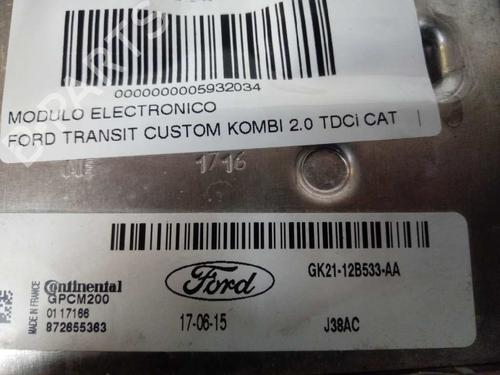 0000000005932034
MODULO ELECTRONICO
FORD TRANSIT CUSTOM KOMBI 2.0 TDCi CAT
1716
MADE IN FRANCE
Continental
GPCM200
0117166
872655363
Ford
17-06-15
GK21-12B533-AA
J38AC